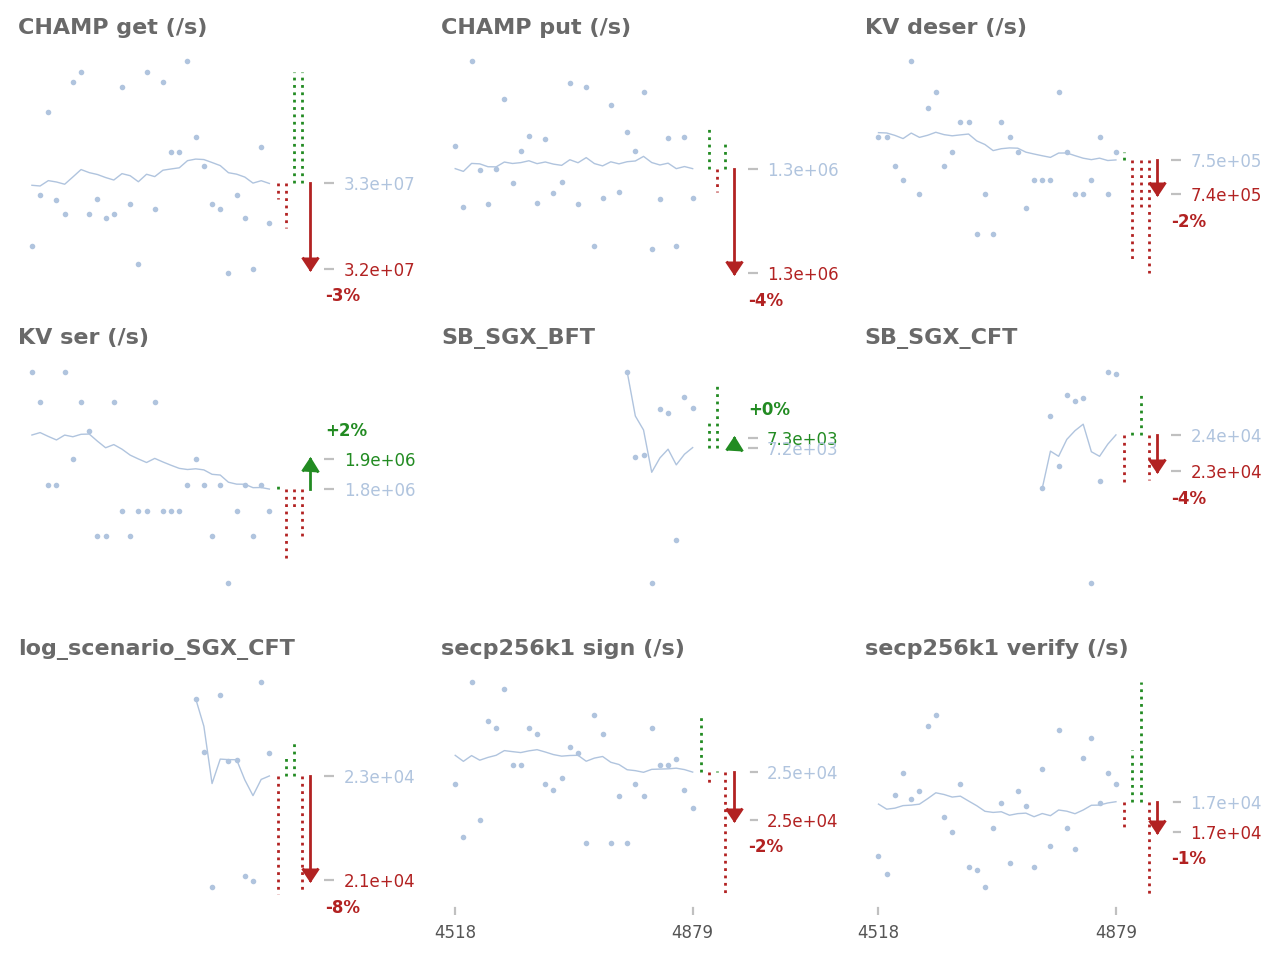 CHAMP get (/s)
3.3e+07
3.2e+07
-3%
CHAMP put (/s)
1.3e+06
1.3e+06
-4%
KV deser (/s)
7.5e+05
7.4e+05
-2%
KV ser (/s)
+2%
1.9e+06
1.8e+06
SB_SGX_BFT
+0%
7.3e+03
7.2e+03
SB_SGX_CFT
2.4e+04
2.3e+04
-4%
log_scenario_SGX_CFT
2.3e+04
2.1e+04
-8%
secp256k1 sign (/s)
2.5e+04
2.5e+04
-2%
4518
4879
secp256k1 verify (/s)
1.7e+04
1.7e+04
-1%
4518
4879